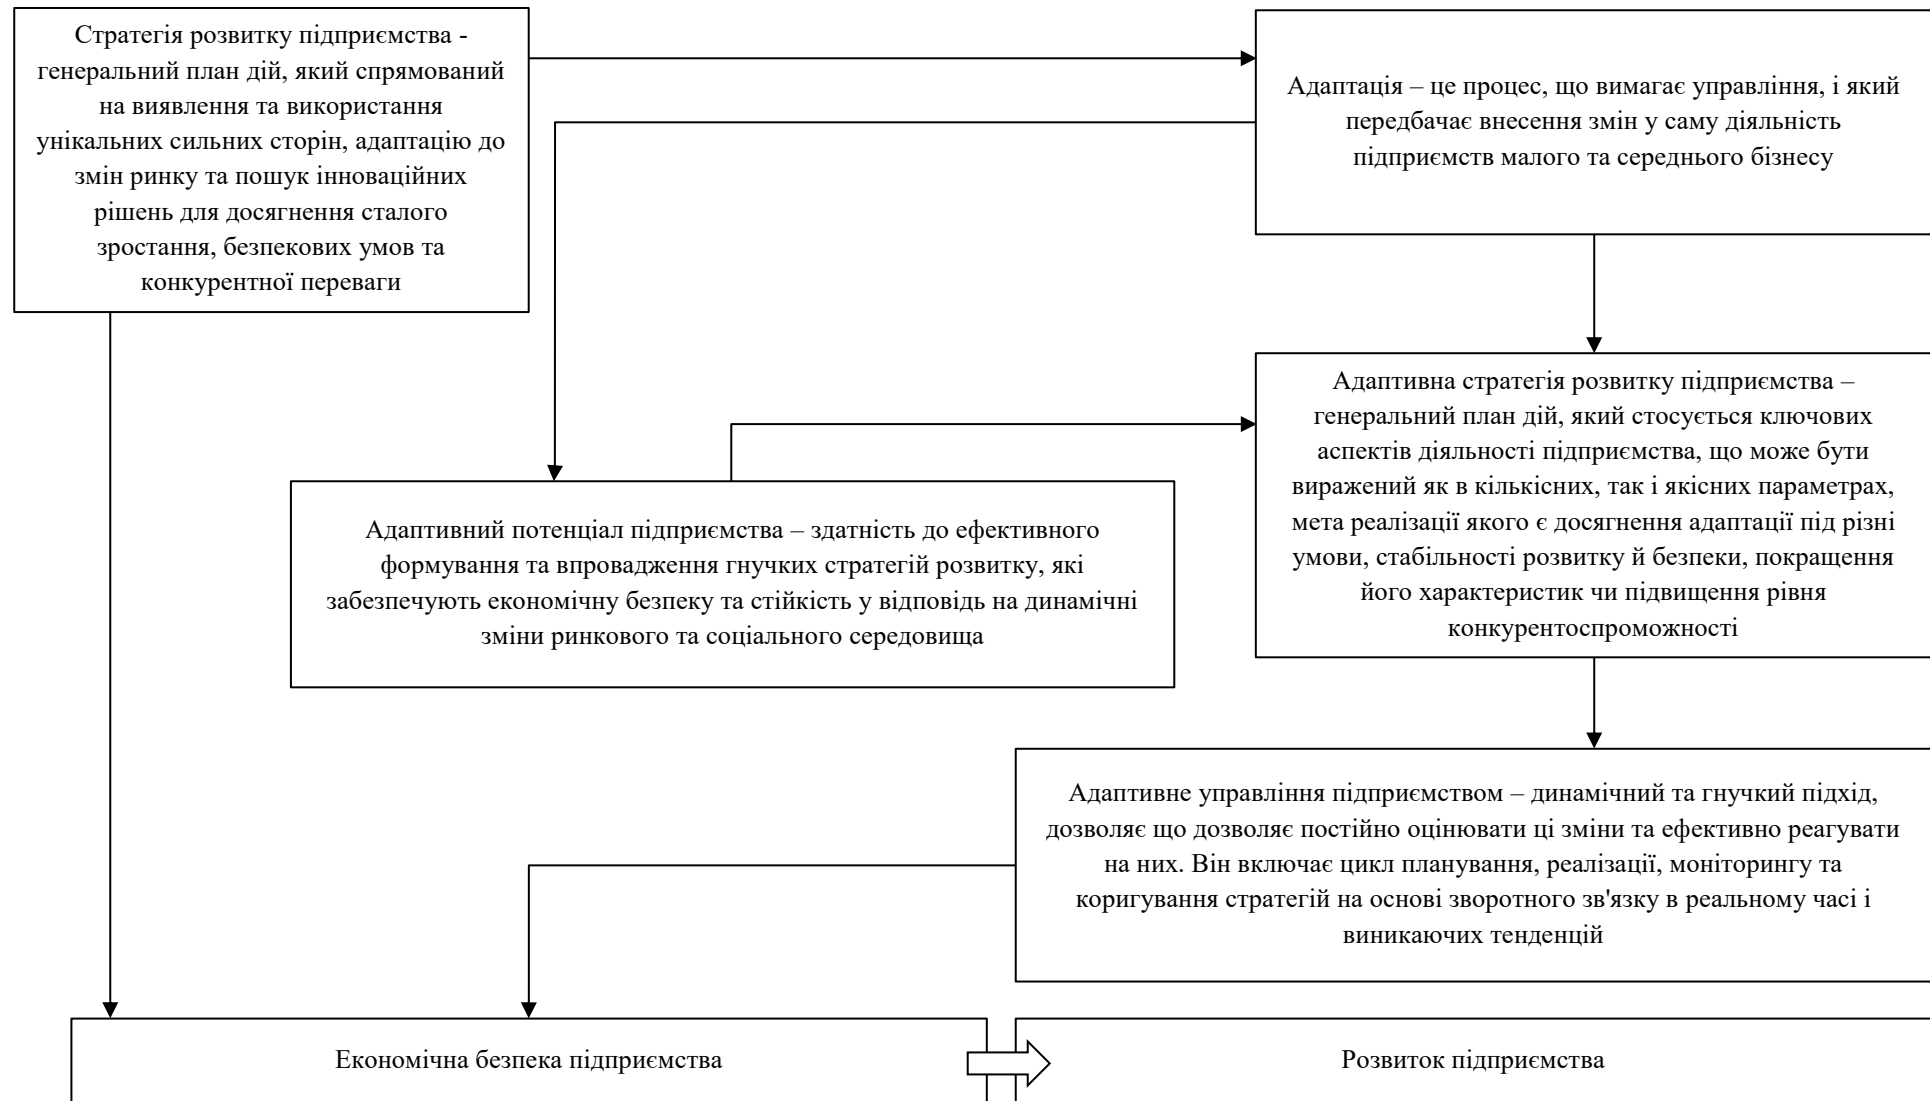 Стратегія розвитку підприємства -
генеральний план дій, який спрямований
на виявлення та використання
унікальних сильних сторін, адаптацію до
змін ринку та пошук інноваційних
рішень для досягнення сталого
зростання, безпекових умов та
конкурентної переваги
Адаптація – це процес, що вимагає управління, і який
передбачає внесення змін у саму діяльність
підприємств малого та середнього бізнесу
Адаптивна стратегія розвитку підприємства –
генеральний план дій, який стосується ключових
аспектів діяльності підприємства, що може бути
виражений як в кількісних, так і якісних параметрах,
мета реалізації якого є досягнення адаптації під різні
умови, стабільності розвитку й безпеки, покращення
його характеристик чи підвищення рівня
конкурентоспроможності
Адаптивний потенціал підприємства – здатність до ефективного
формування та впровадження гнучких стратегій розвитку, які
забезпечують економічну безпеку та стійкість у відповідь на динамічні
зміни ринкового та соціального середовища
Адаптивне управління підприємством – динамічний та гнучкий підхід,
дозволяє що дозволяє постійно оцінювати ці зміни та ефективно реагувати
на них. Він включає цикл планування, реалізації, моніторингу та
коригування стратегій на основі зворотного зв'язку в реальному часі і
виникаючих тенденцій
Економічна безпека підприємства
Розвиток підприємства